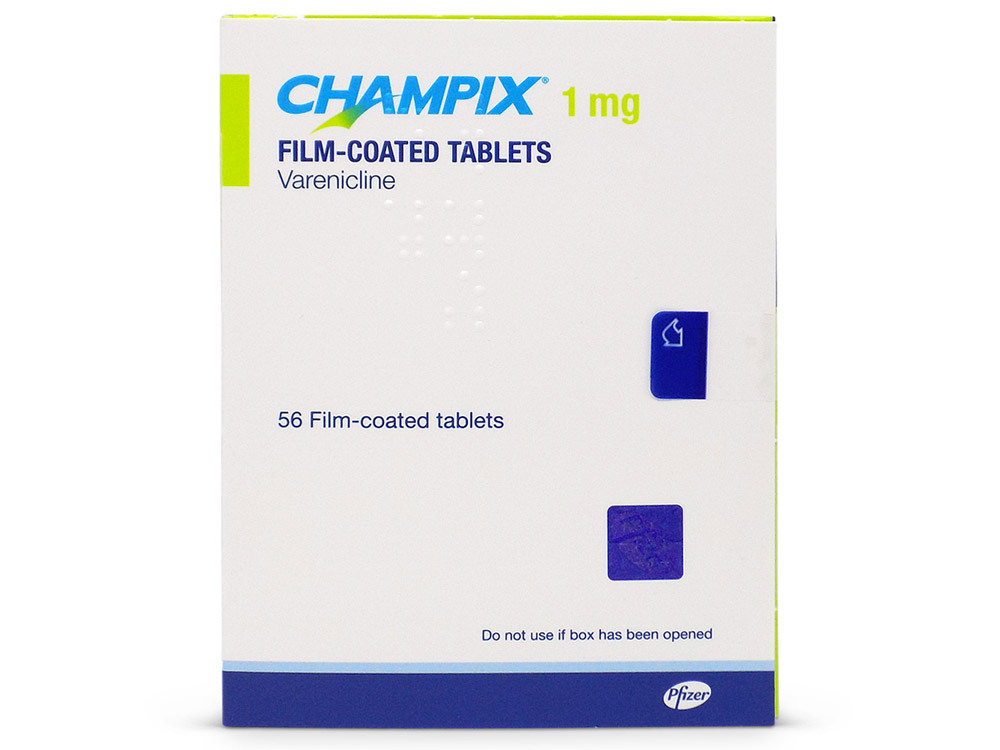 CHAMPIX® 1 mg
FILM-COATED TABLETS
Varenicline
56 Film-coated tablets
Do not use if box has been opened
Pfizer